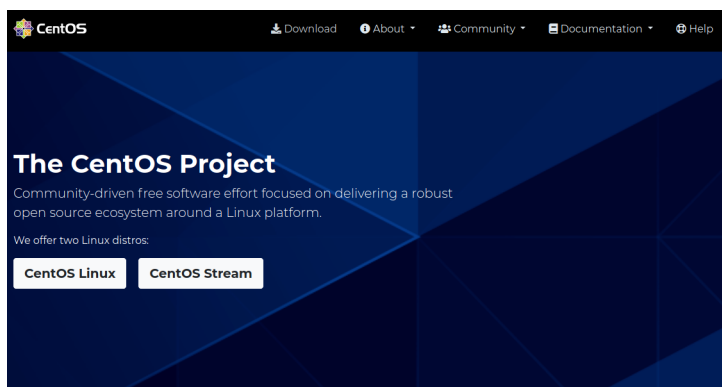 CentOS Download About Community Documentation Help
The CentOS Project
Community-driven free software effort focused on delivering a robust
open source ecosystem around a Linux platform.
We offer two Linux distros:
CentOS Linux CentOS Stream